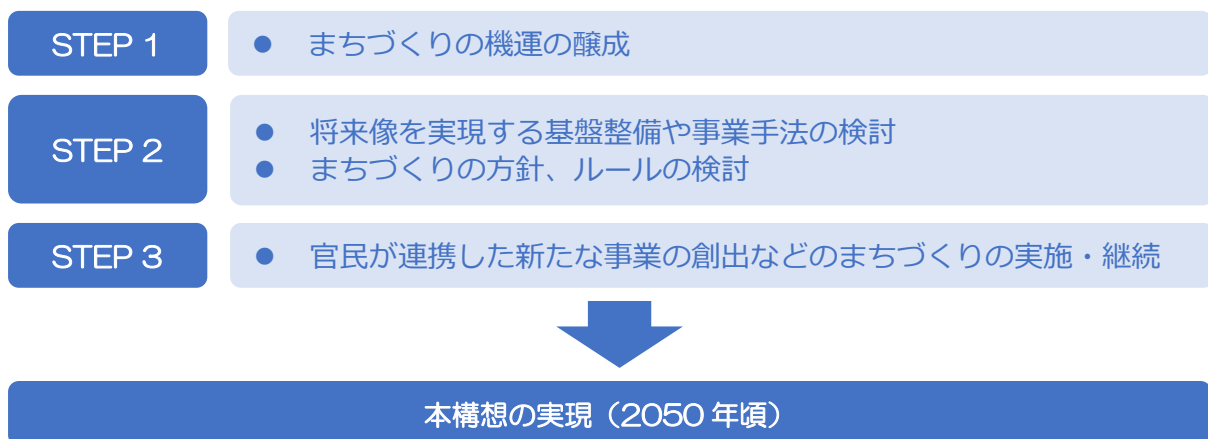 STEP 1
● まちづくりの機運の醸成
STEP 2
● 将来像を実現する基盤整備や事業手法の検討
● まちづくりの方針、ルールの検討
STEP 3
● 官民が連携した新たな事業の創出などのまちづくりの実施・継続
本構想の実現（2050 年頃）